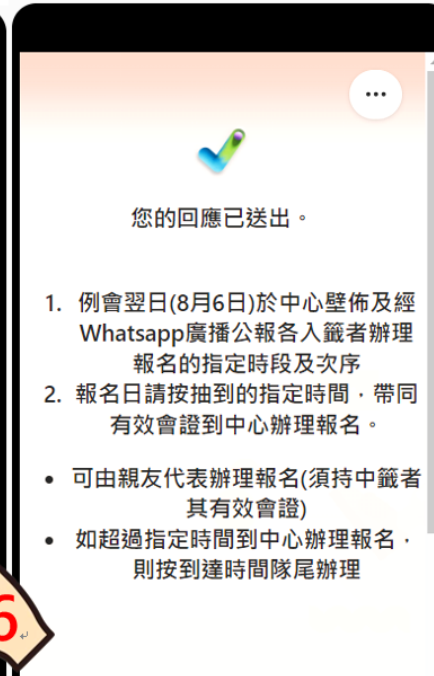 ...
您的回應已送出。
1. 例會翌日(8月6日)於中心壁佈及經
Whatsapp廣播公報各入籤者辦理
報名的指定時段及次序
2. 報名日請按抽到的指定時間，帶同
有效會證到中心辦理報名。
• 可由親友代表辦理報名(須持中籤者
其有效會證)
• 如超過指定時間到中心辦理報名，
則按到達時間隊尾辦理
6